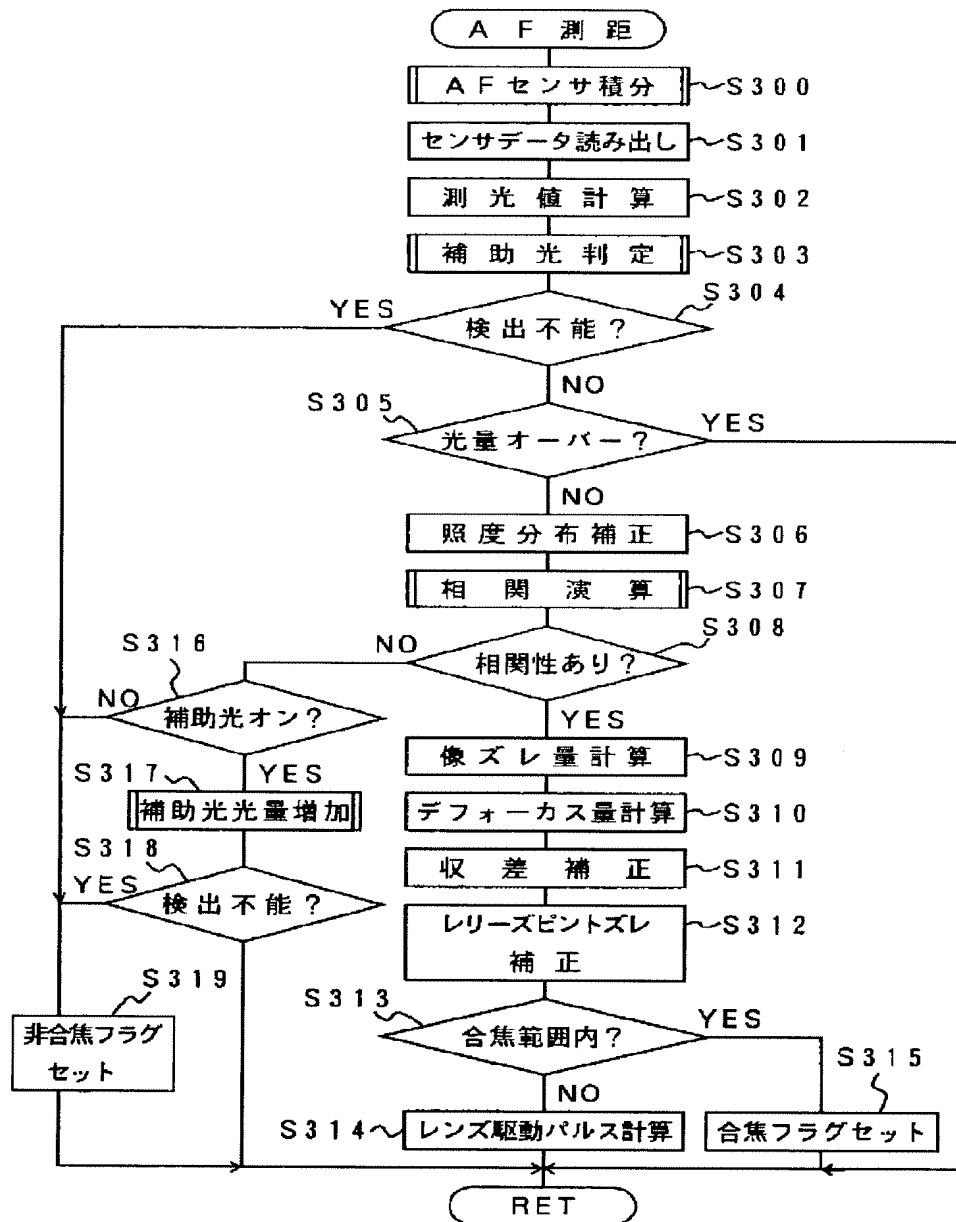 AF測距
AFセンサ積分
S300
センサデータ読み出し
S301
測光値計算
S302
補助光判定
S303
S304
YES
検出不能？
NO
S305
YES
光量オーバー？
NO
照度分布補正
S306
相関演算
S307
S308
S316
NO
相関性あり？
NO
補助光オン？
YES
像ズレ量計算
S309
S317
YES
補助光光量増加
デフォーカス量計算
S310
S318
収差補正
S311
YES
検出不能？
レリーズピントズレ
補正
S312
S319
S313
YES
非合焦フラグ
セット
合焦範囲内？
S315
NO
S314
レンズ駆動パルス計算
合焦フラグセット
RET